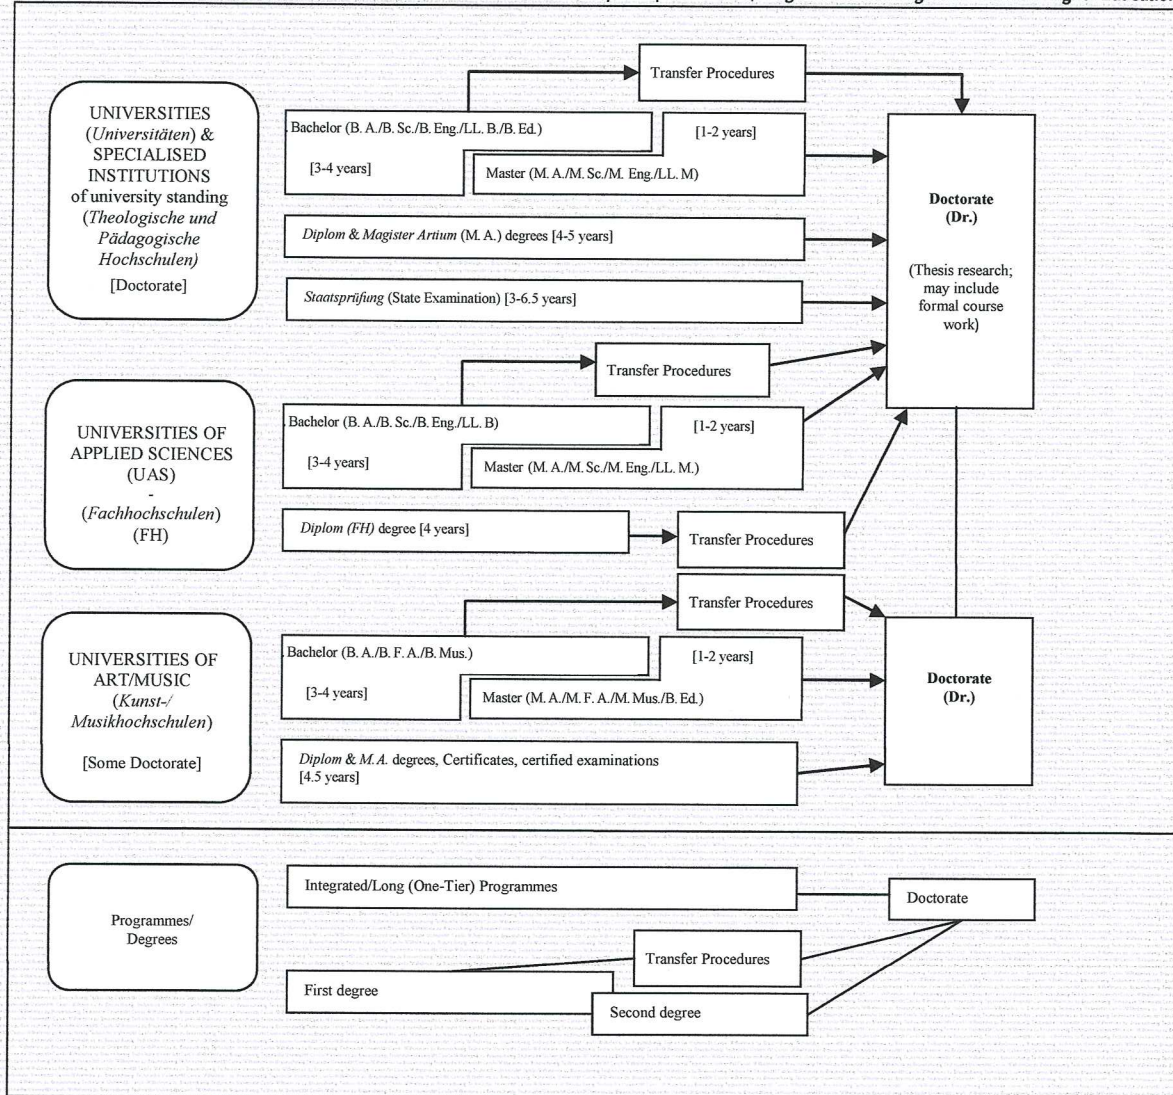 Transfer Procedures
UNIVERSITIES
(Universitäten) &
SPECIALISED
INSTITUTIONS
of university standing
(Theologische und
Pädagogische
Hochschulen)
[Doctorate]
Bachelor (B. A./B. Sc./B. Eng./LL. B./B. Ed.)
[3-4 years]
[1-2 years]
Master (M. A./M. Sc./M. Eng./LL. M)
Diplom & Magister Artium (M. A.) degrees [4-5 years]
Staatsprüfung (State Examination) [3-6.5 years]
Doctorate
(Dr.)
(Thesis research;
may include
formal course
work)
Transfer Procedures
UNIVERSITIES OF
APPLIED SCIENCES
(UAS)
-
(Fachhochschulen)
(FH)
Bachelor (B. A./B. Sc./B. Eng./LL. B)
[3-4 years]
[1-2 years]
Master (M. A./M. Sc./M. Eng./LL. M.)
Diplom (FH) degree [4 years]
Transfer Procedures
Transfer Procedures
UNIVERSITIES OF
ART/MUSIC
(Kunst-/
Musikhochschulen)
[Some Doctorate]
Bachelor (B. A./B. F. A./B. Mus.)
[3-4 years]
[1-2 years]
Master (M. A./M. F. A./M. Mus./B. Ed.)
Diplom & M.A. degrees, Certificates, certified examinations
[4.5 years]
Doctorate
(Dr.)
Programmes/
Degrees
Integrated/Long (One-Tier) Programmes
Doctorate
Transfer Procedures
First degree
Second degree